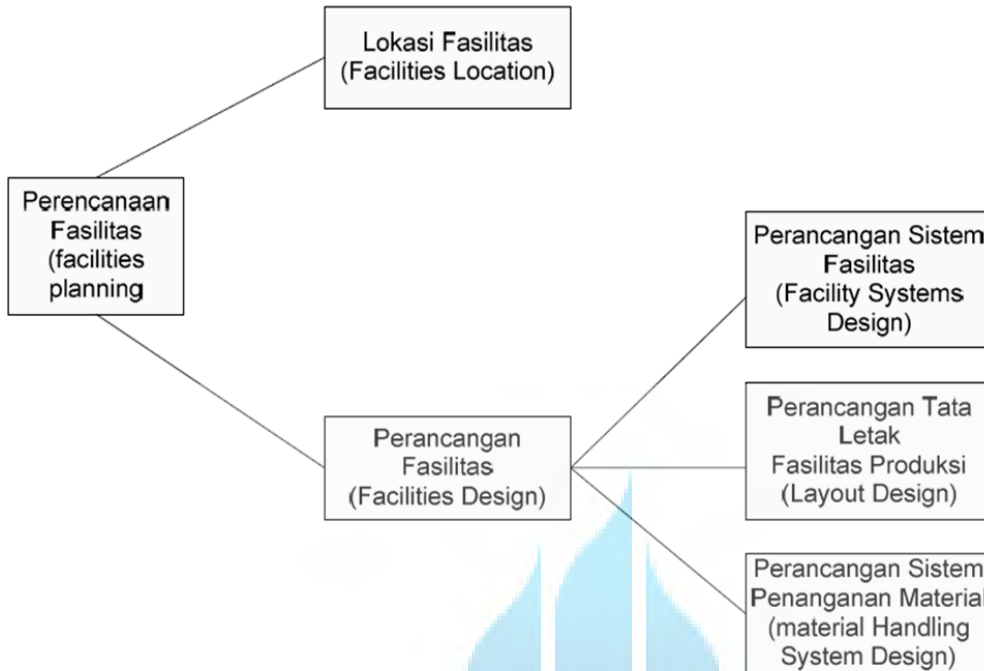 Lokasi Fasilitas
(Facilities Location)
Perencanaan
Fasilitas
(facilities
planning
Perancangan Sistem
Fasilitas
(Facility Systems
Design)
Perancangan
Fasilitas
(Facilities Design)
Perancangan Tata
Letak
Fasilitas Produksi
(Layout Design)
Perancangan Sistem
Penanganan Material
(material Handling
System Design)